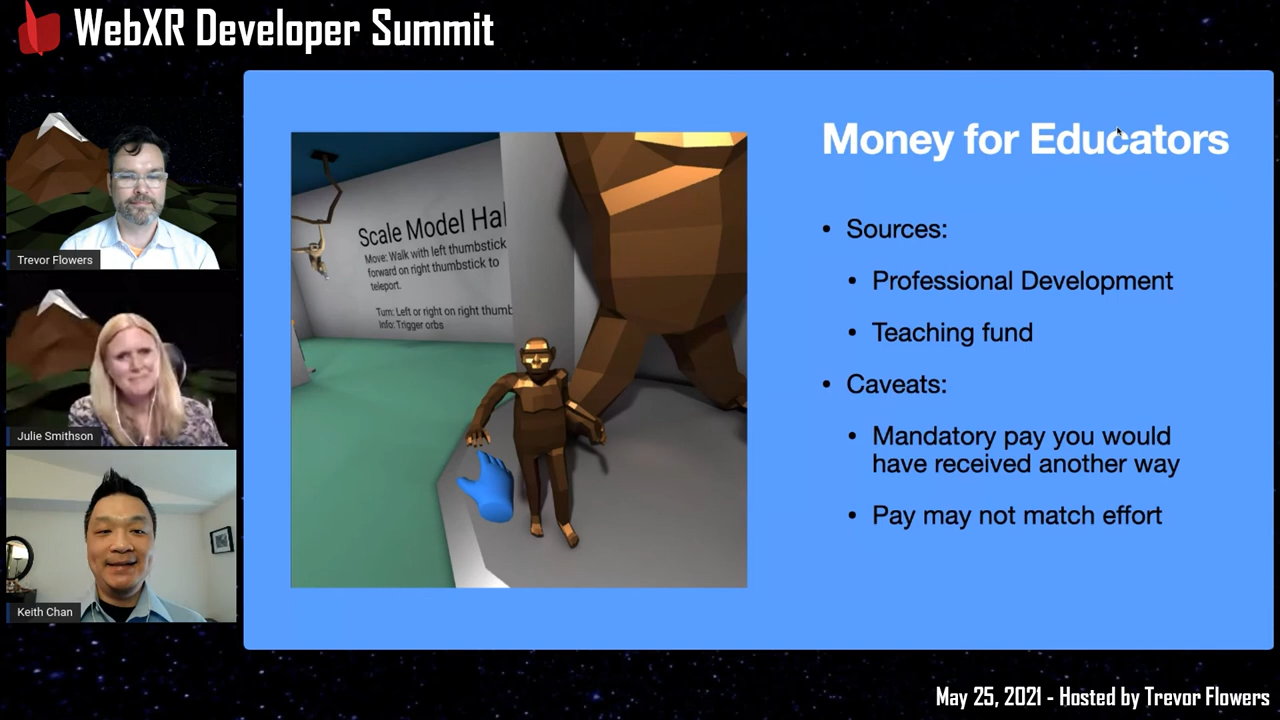 WebXR Developer Summit
Trevor Flowers
Julie Smithson
Keith Chan
Scale Model Hal
Move: Walk with left thumbstick
forward on right thumbstick to
teleport.
Turn: Left or right on right thumb
Info: Trigger orbs
Money for Educators
• Sources:
• Professional Development
• Teaching fund
• Caveats:
• Mandatory pay you would
have received another way
• Pay may not match effort
May 25, 2021 - Hosted by Trevor Flowers